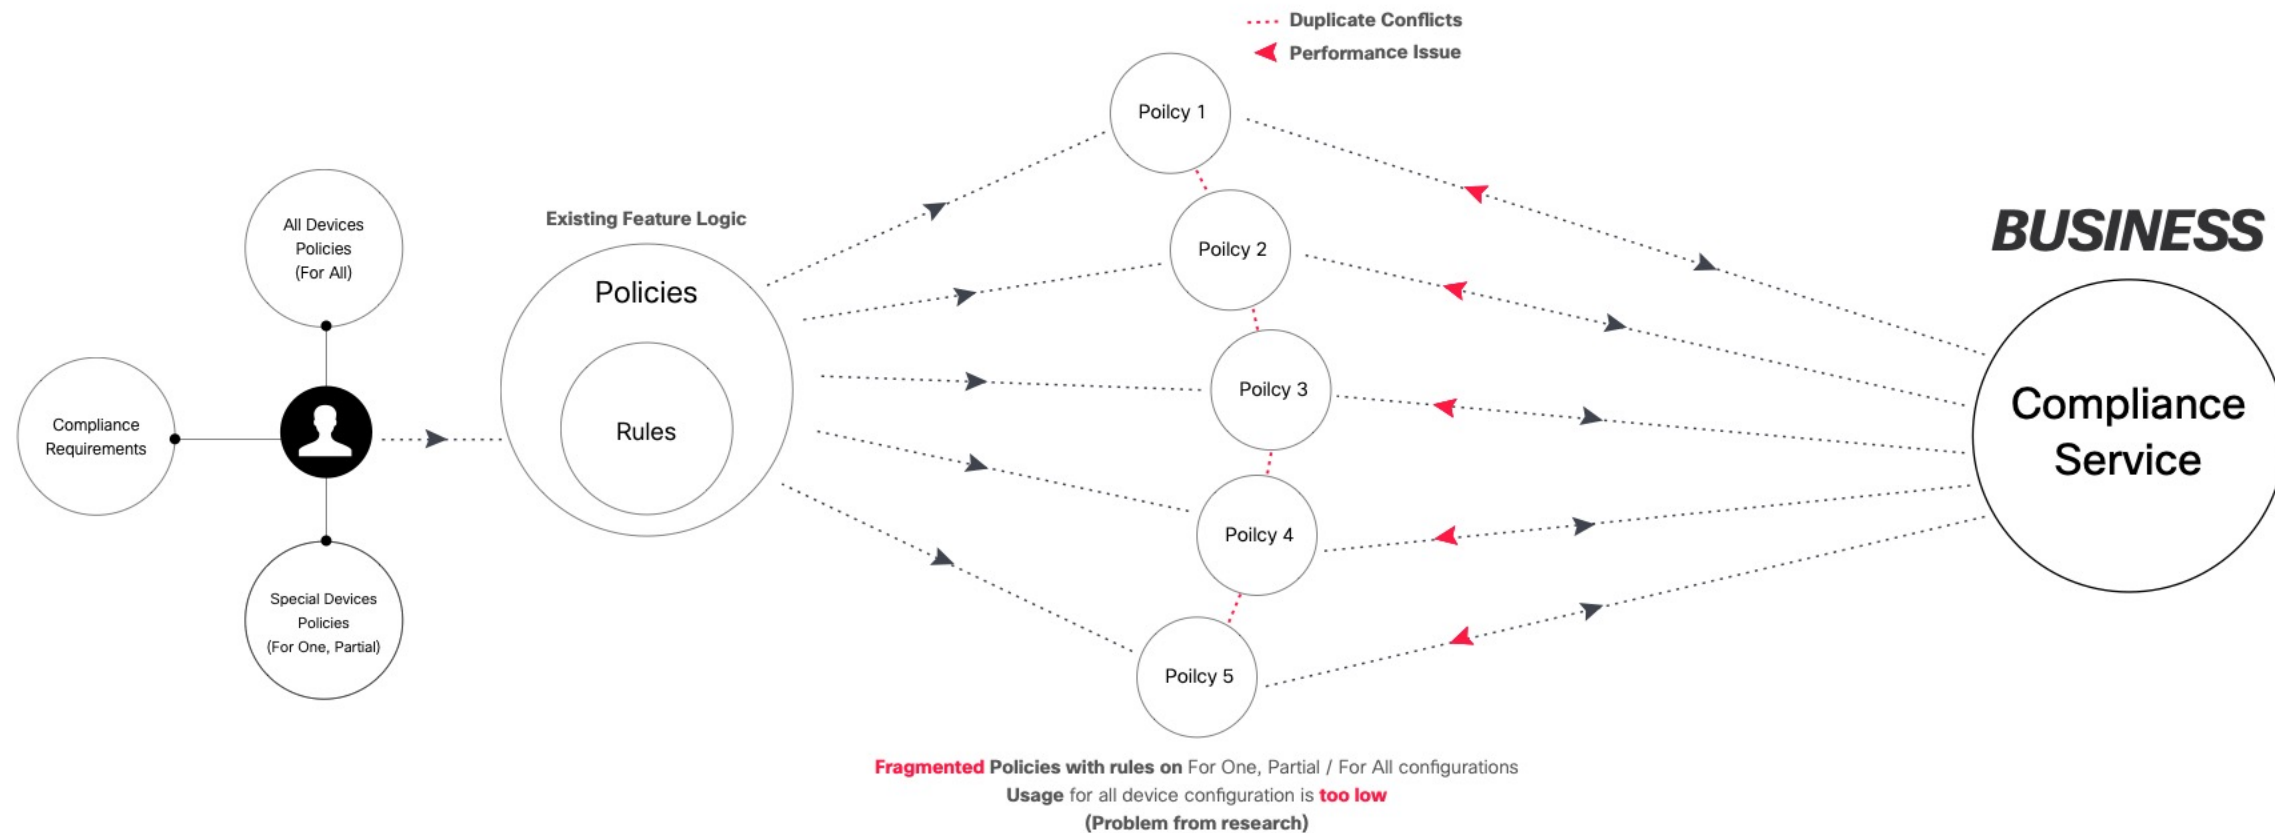 Duplicate Conflicts
Performance Issue
Poilcy 1
All Devices
Policies
(For All)
Existing Feature Logic
Poilcy 2
BUSINESS
Policies
Poilcy 3
Compliance
Requirements
Rules
Compliance
Service
Poilcy 4
Special Devices
Policies
(For One, Partial)
Poilcy 5
Fragmented Policies with rules on For One, Partial / For All configurations
Usage for all device configuration is too low
(Problem from research)